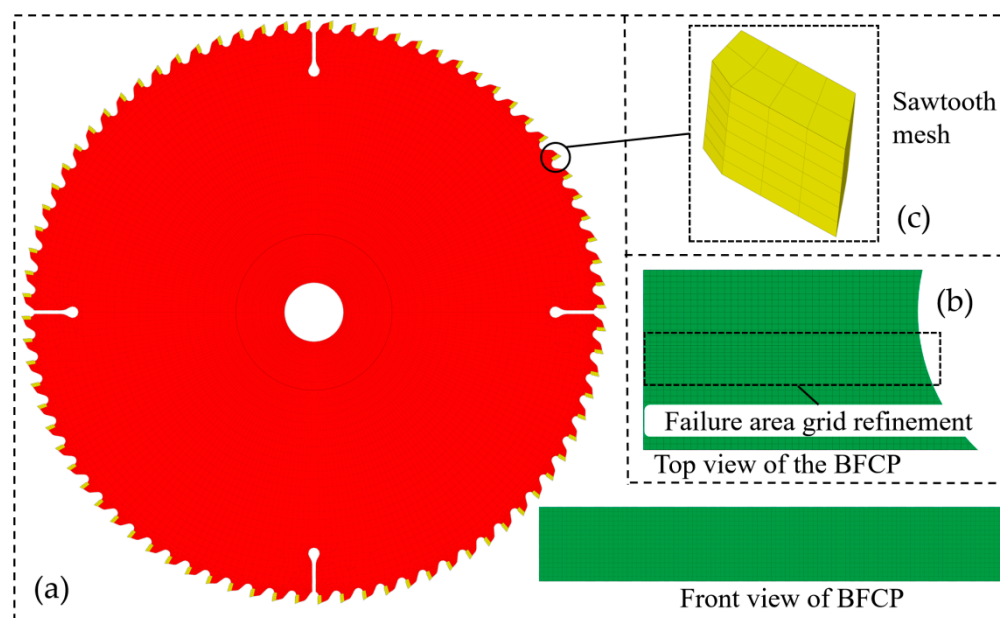 Sawtooth
mesh
(c)
(b)
Failure area grid refinement
Top view of the BFCP
(a)
Front view of BFCP